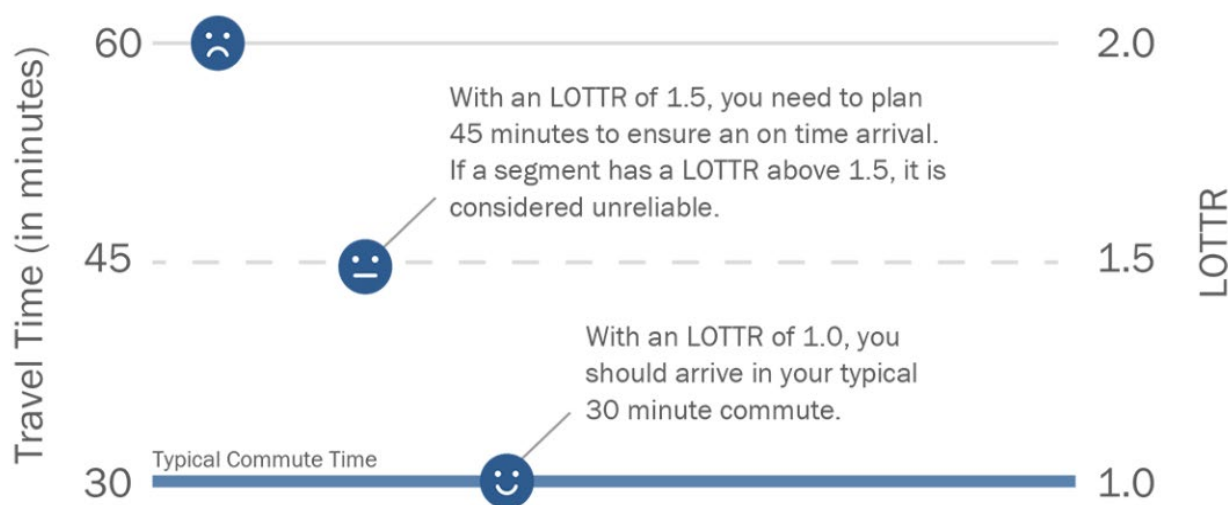 60
2.0
With an LOTTR of 1.5, you need to plan
45 minutes to ensure an on time arrival.
If a segment has a LOTTR above 1.5, it is
considered unreliable.
Travel Time (in minutes)
45
1.5
LOTTR
With an LOTTR of 1.0, you
should arrive in your typical
30 minute commute.
Typical Commute Time
30
1.0